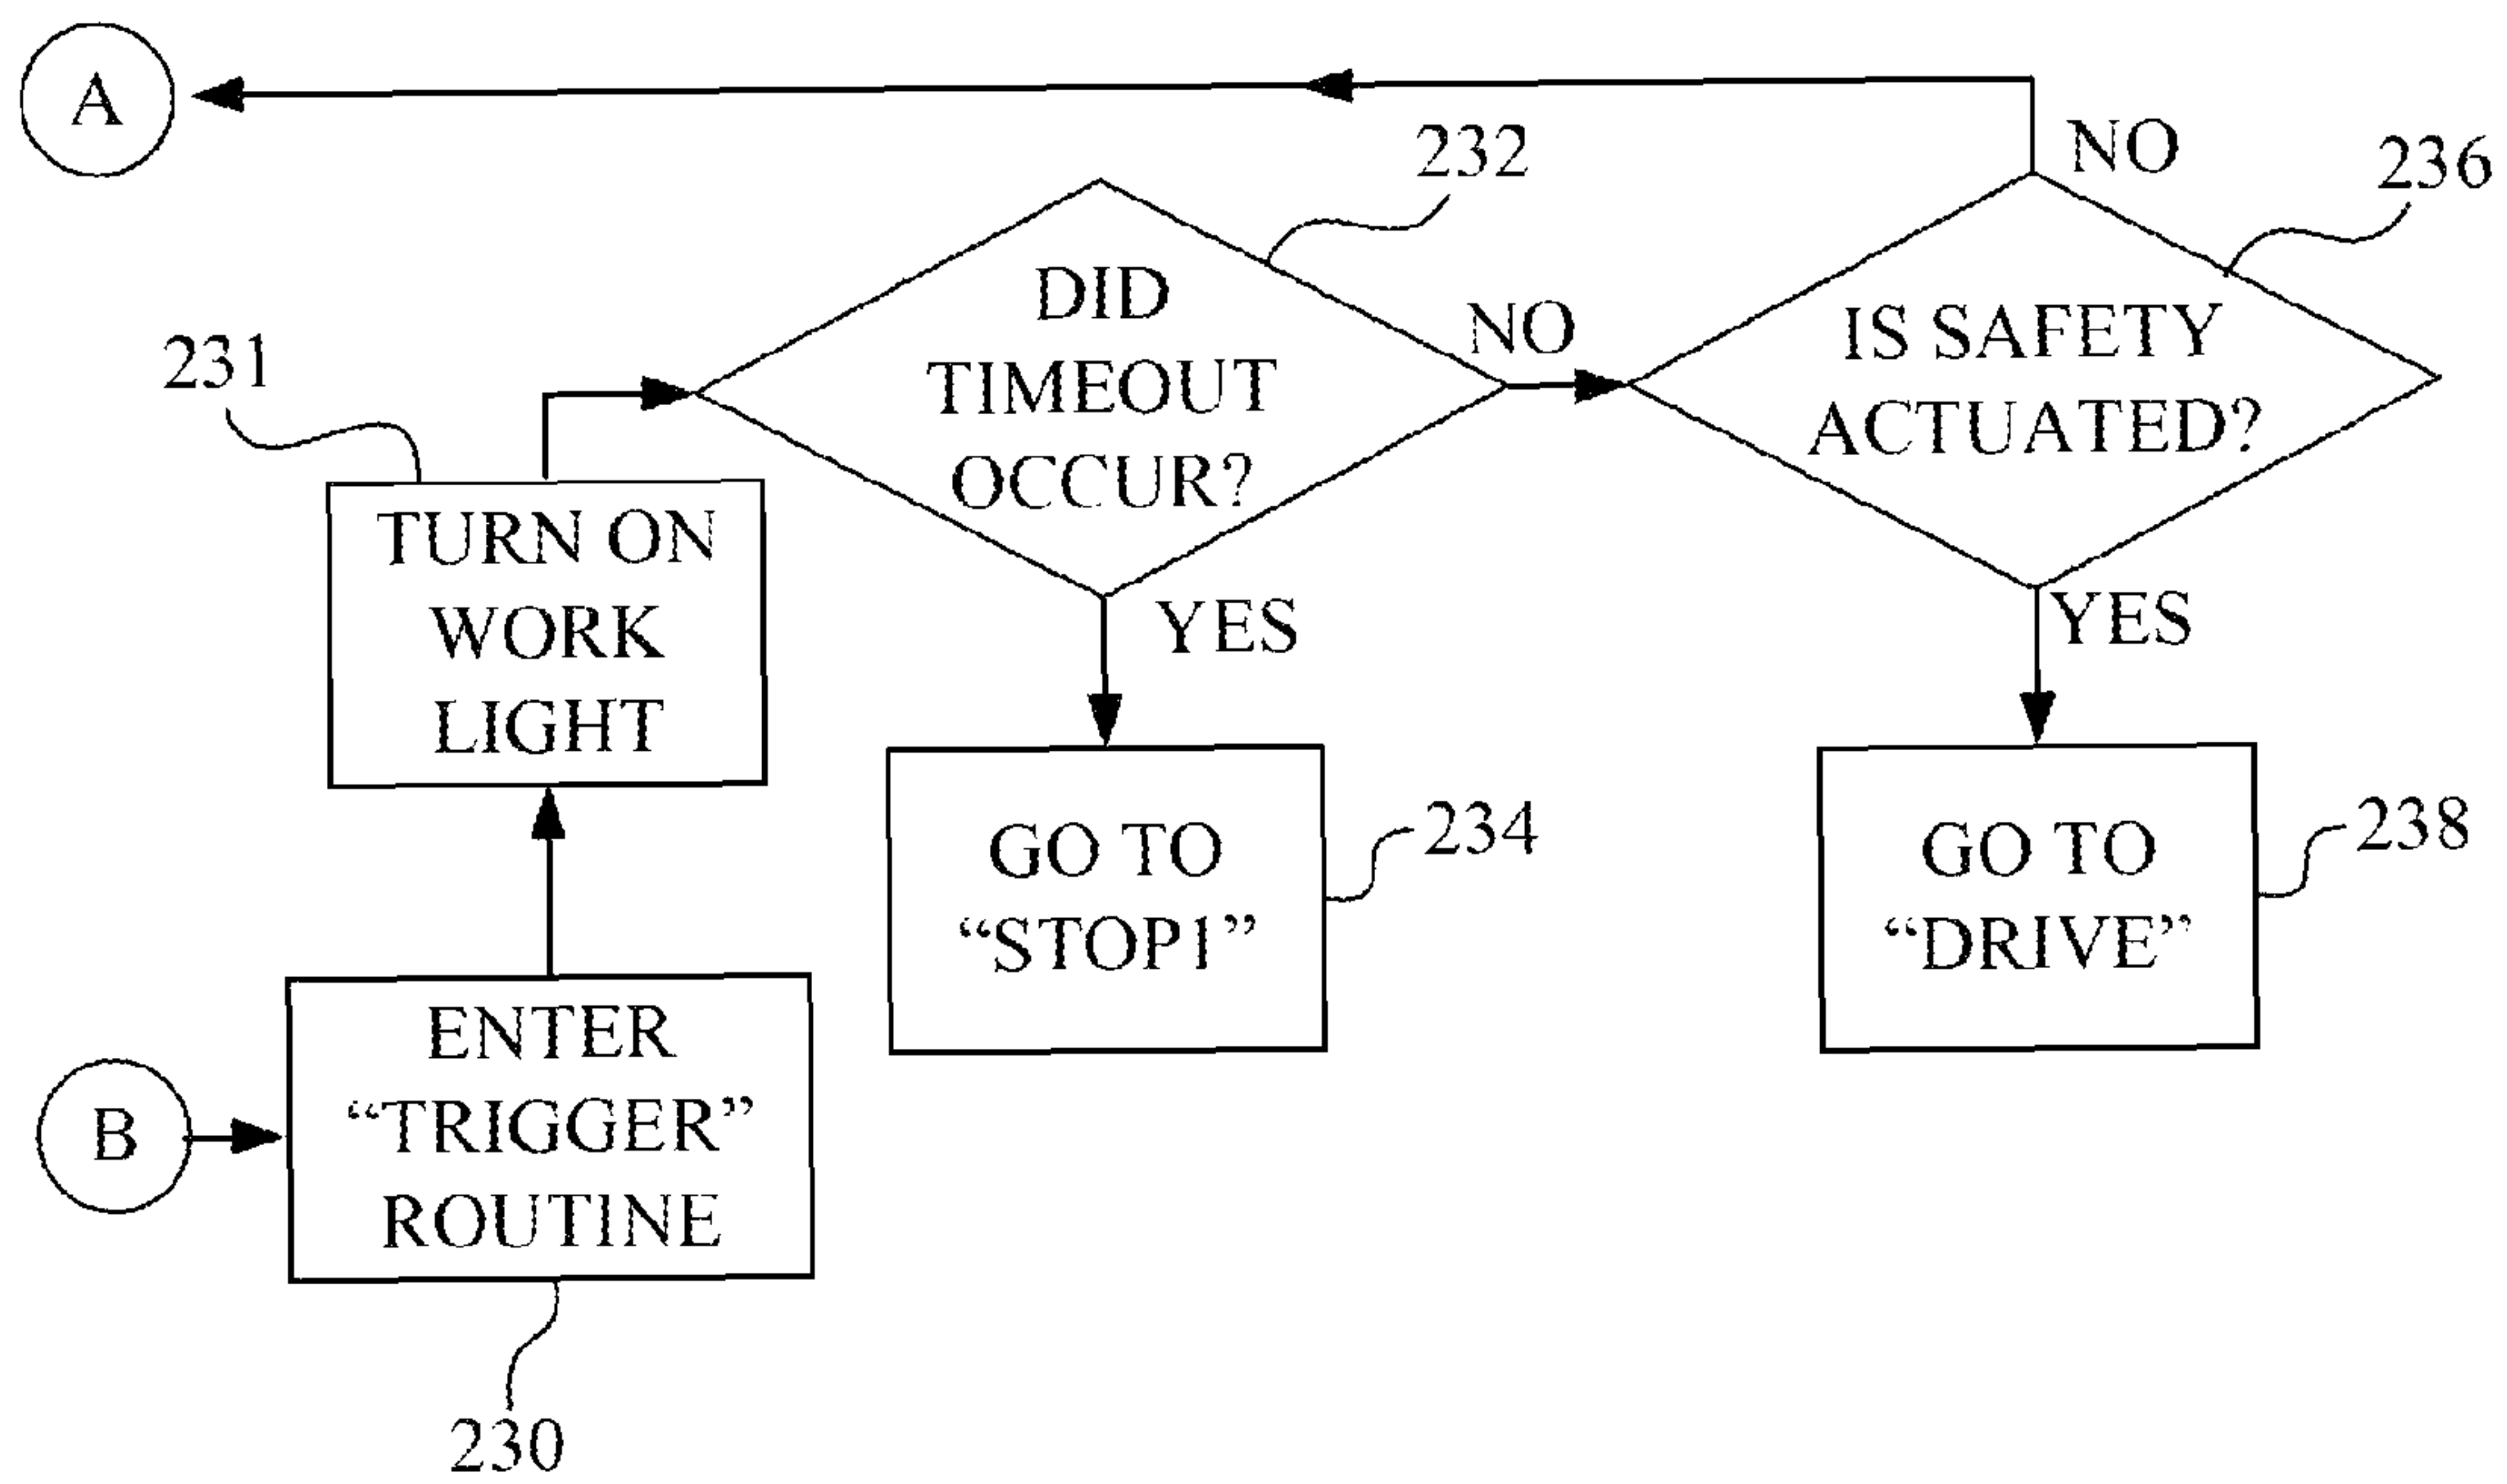 A
NO
232
236
DID
TIMEOUT
OCCUR?
NO
IS SAFETY
ACTUATED?
231
TURN ON
WORK
LIGHT
YES
YES
GO TO
“STOP1”
234
GO TO
“DRIVE”
238
B
ENTER
“TRIGGER”
ROUTINE
230